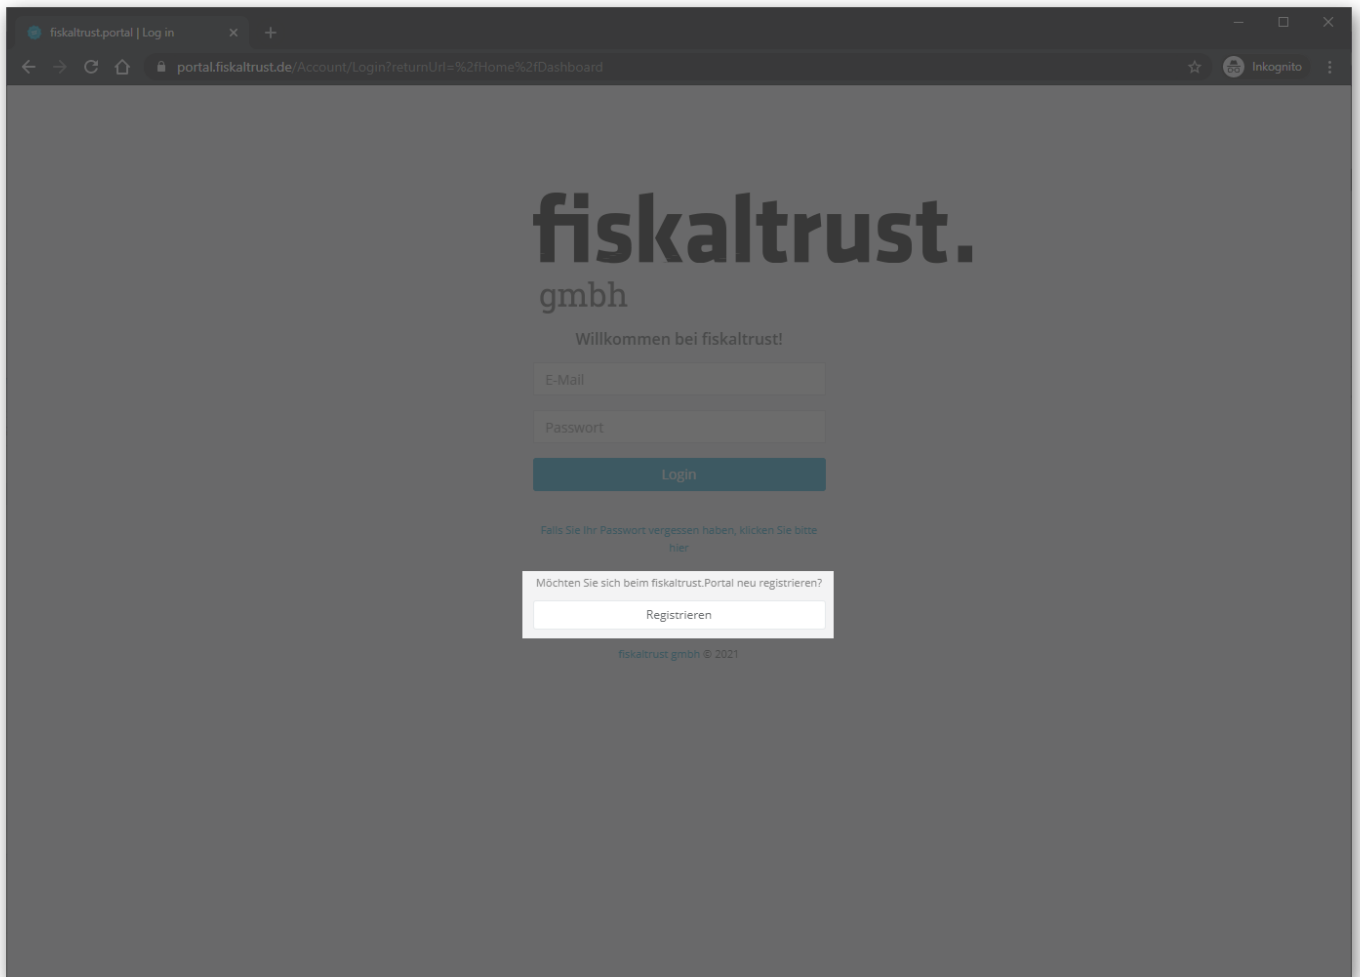 fiskaltrust.portal | Log in
portal.fiskaltrust.de/Account/Login?returnUrl=%2fHome%2fDashboard
Inkognito
fiskaltrust.
gmbh
Willkommen bei fiskaltrust!
E-Mail
Passwort
Login
Falls Sie Ihr Passwort vergessen haben, klicken Sie bitte
hier
Möchten Sie sich beim fiskaltrust.Portal neu registrieren?
Registrieren
fiskaltrust gmbh © 2021